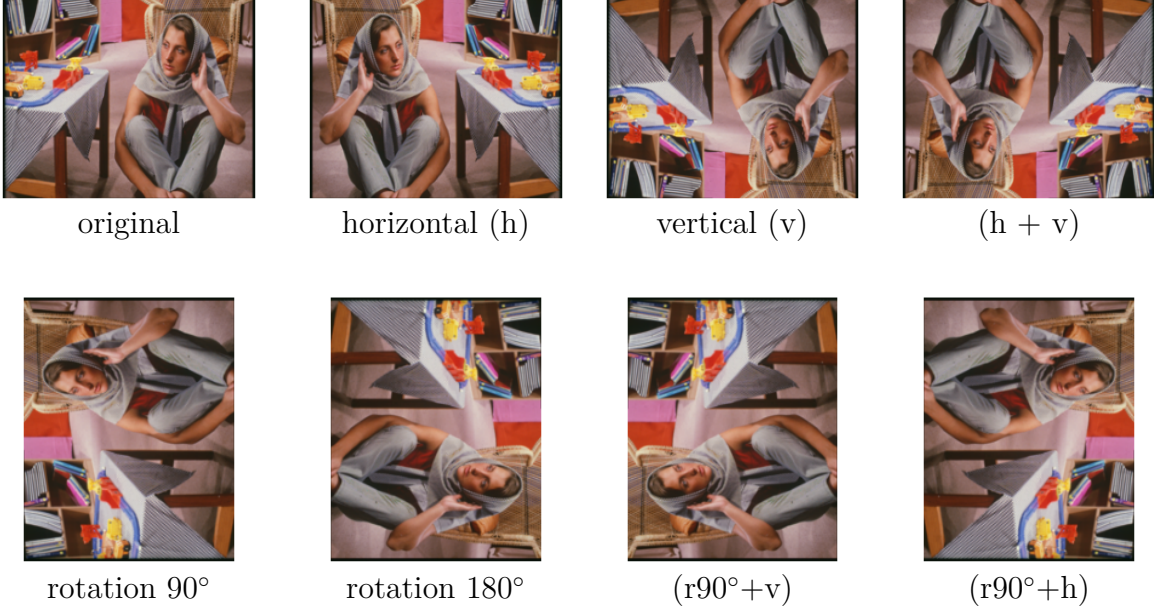 original
horizontal (h)
vertical (v)
(h + v)
rotation 90°
rotation 180°
(r90°+v)
(r90°+h)